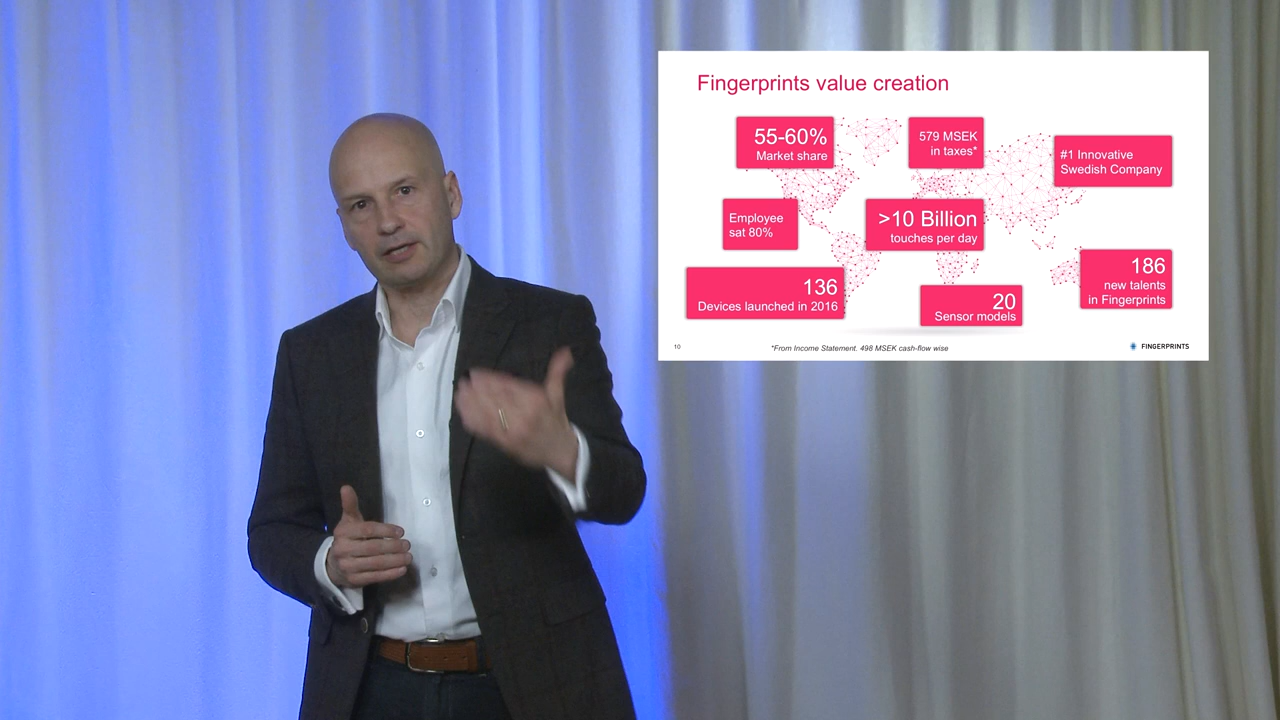 Fingerprints value creation
55-60%
Market share
579 MSEK
in taxes*
#1 Innovative
Swedish Company
Employee
sat 80%
>10 Billion
touches per day
136
Devices launched in 2016
20
Sensor models
186
new talents
in Fingerprints
10
*From Income Statement. 498 MSEK cash-flow wise
FINGERPRINTS